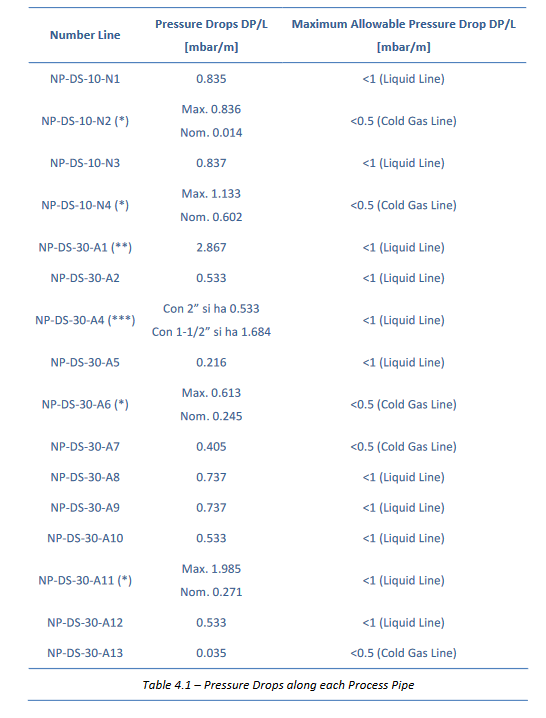 Number Line Pressure Drops DP/L [mbar/m] Maximum Allowable Pressure Drop DP/L [mbar/m]
NP-DS-10-N1 0.835 <1 (Liquid Line)
NP-DS-10-N2 (*) Max. 0.836 Nom. 0.014 <0.5 (Cold Gas Line)
NP-DS-10-N3 0.837 <1 (Liquid Line)
NP-DS-10-N4 (*) Max. 1.133 Nom. 0.602 <0.5 (Cold Gas Line)
NP-DS-30-A1 (**) 2.867 <1 (Liquid Line)
NP-DS-30-A2 0.533 <1 (Liquid Line)
NP-DS-30-A4 (***) Con 2” si ha 0.533 Con 1-1/2” si ha 1.684 <1 (Liquid Line)
NP-DS-30-A5 0.216 <1 (Liquid Line)
NP-DS-30-A6 (*) Max. 0.613 Nom. 0.245 <0.5 (Cold Gas Line)
NP-DS-30-A7 0.405 <0.5 (Cold Gas Line)
NP-DS-30-A8 0.737 <1 (Liquid Line)
NP-DS-30-A9 0.737 <1 (Liquid Line)
NP-DS-30-A10 0.533 <1 (Liquid Line)
NP-DS-30-A11 (*) Max. 1.985 Nom. 0.271 <1 (Liquid Line)
NP-DS-30-A12 0.533 <1 (Liquid Line)
NP-DS-30-A13 0.035 <0.5 (Cold Gas Line)
Table 4.1 – Pressure Drops along each Process Pipe